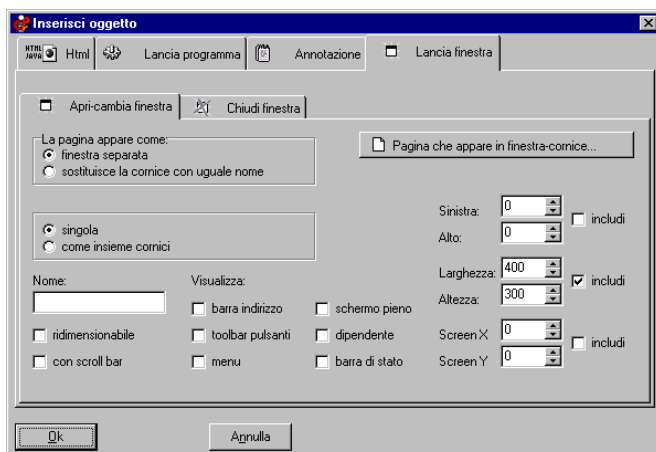 Inserisci oggetto
HTML JAVA Html Lancia programma Annotazione Lancia finestra
Apri-cambia finestra Chiudi finestra
La pagina appare come:
finestra separata
sostituisce la cornice con uguale nome
Pagina che appare in finestra-cornice...
singola
come insieme cornici
Sinistra: 0
Alto: 0
includi
Larghezza: 400
Altezza: 300
includi
Screen X 0
Screen Y 0
includi
Nome:
Visualizza:
barra indirizzo schermo pieno
ridimensionabile toolbar pulsanti dipendente
con scroll bar menu barra di stato
Ok Annulla